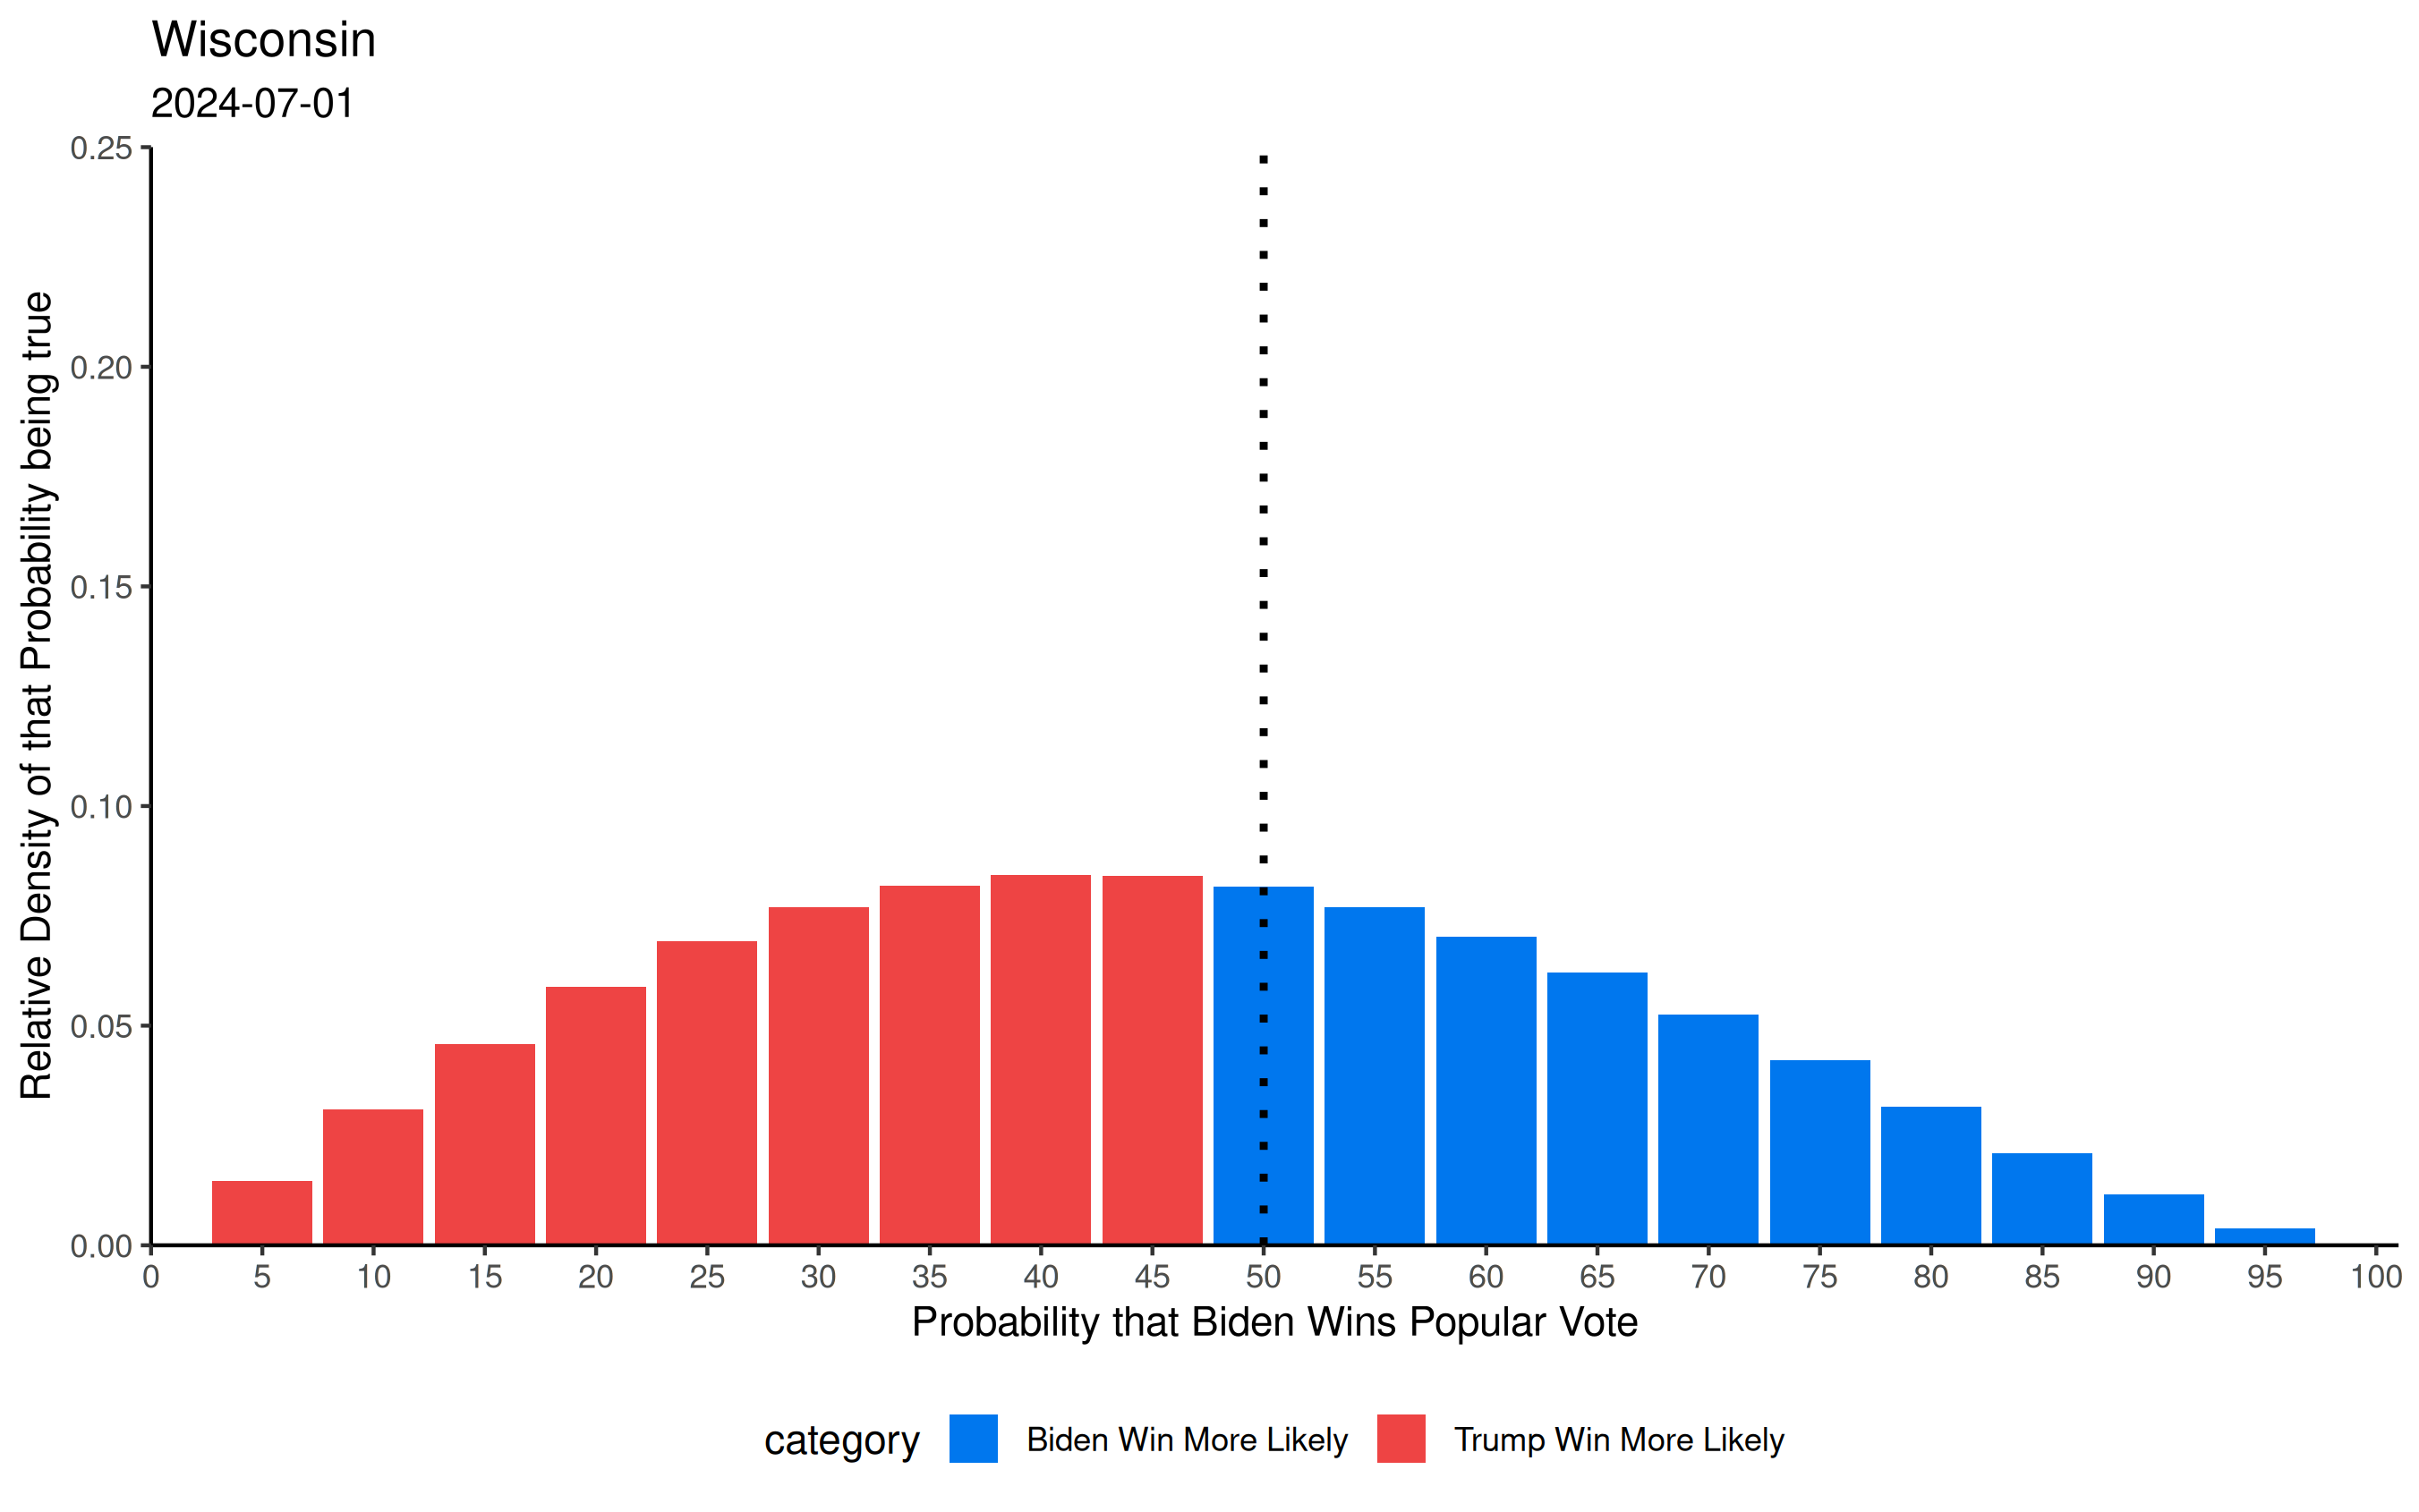 Wisconsin
2024-07-01
Relative Density of that Probability being true
0.25
0.20
0.15
0.10
0.05
0.00
0 5 10 15 20 25 30 35 40 45 50 55 60 65 70 75 80 85 90 95 100
Probability that Biden Wins Popular Vote
category Biden Win More Likely Trump Win More Likely